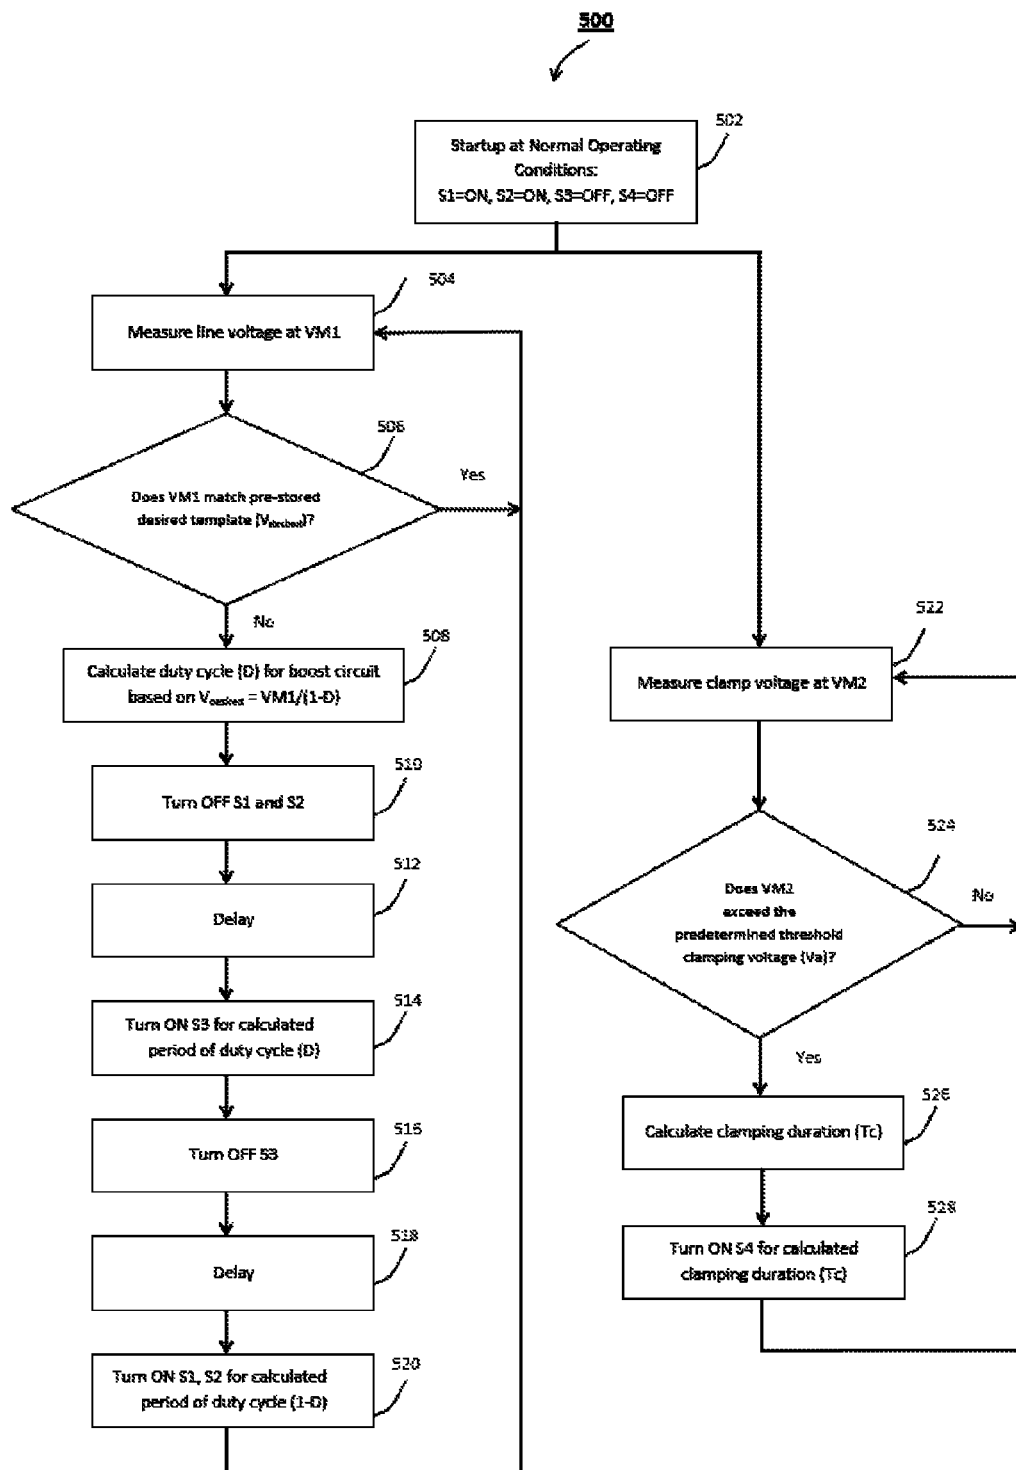 500
502
Startup at Normal Operating
Conditions:
S1=ON, S2=ON, S3=OFF, S4=OFF
504
Measure line voltage at VM1
506
Does VM1 match pre-stored
desired template (Vdesired)?
Yes
No
508
Calculate duty cycle (D) for boost circuit
based on Vdesired = VM1/(1-D)
510
Turn OFF S1 and S2
512
Delay
514
Turn ON S3 for calculated
period of duty cycle (D)
516
Turn OFF S3
518
Delay
520
Turn ON S1, S2 for calculated
period of duty cycle (1-D)
522
Measure clamp voltage at VM2
524
Does VM2
exceed the
predetermined threshold
clamping voltage (Va)?
No
Yes
526
Calculate clamping duration (Tc)
528
Turn ON S4 for calculated
clamping duration (Tc)